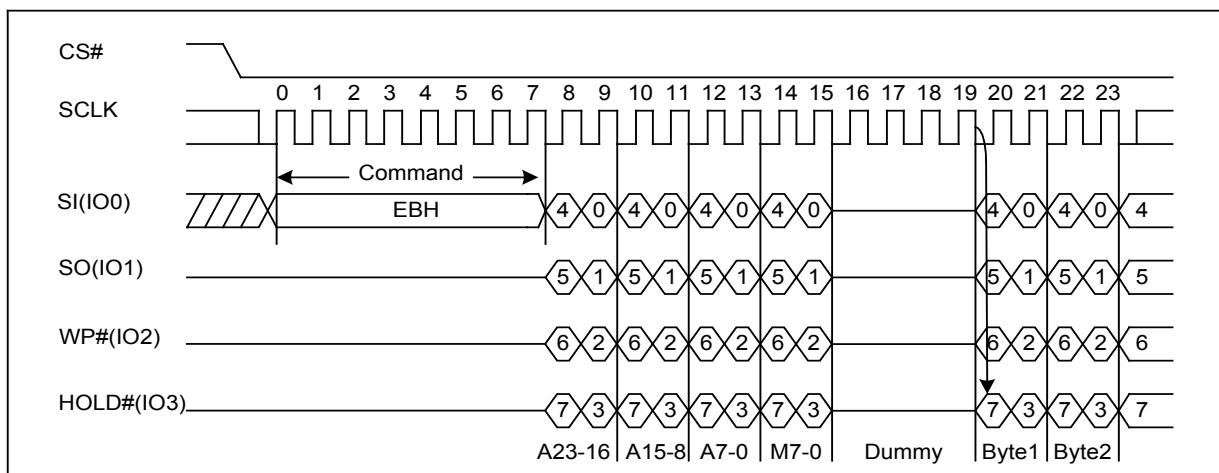 CS#
0 1 2 3 4 5 6 7 8 9 10 11 12 13 14 15 16 17 18 19 20 21 22 23
SCLK
Command
SI(IO0) EBH 4 0 4 0 4 0 4 0 4 0 4 0 4
SO(IO1) 5 1 5 1 5 1 5 1 5 1 5 1 5
WP#(IO2) 6 2 6 2 6 2 6 2 6 2 6 2 6
HOLD#(IO3) 7 3 7 3 7 3 7 3 7 3 7 3 7
A23-16 A15-8 A7-0 M7-0 Dummy Byte1 Byte2